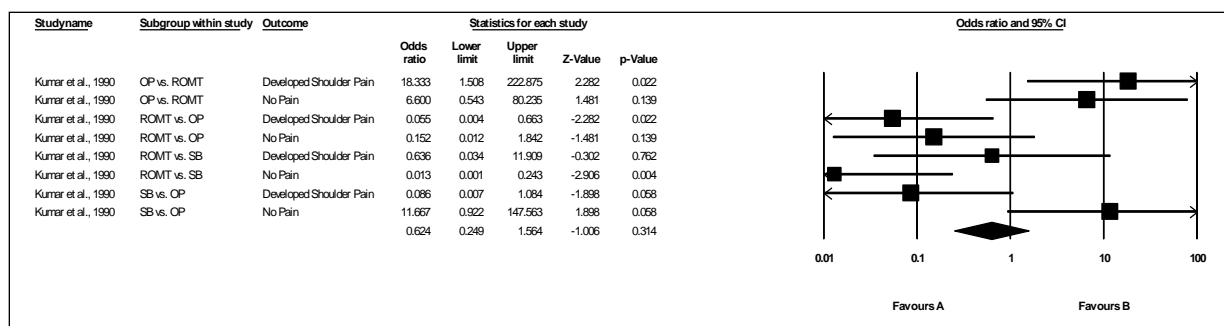 Studyname Subgroup within study Outcome Statistics for each study Odds ratio and 95% CI
Odds Lower Upper
ratio limit limit Z-Value p-Value
Kumar et al., 1990 OP vs. ROMT Developed Shoulder Pain 18.333 1.508 222.875 2.282 0.022
Kumar et al., 1990 OP vs. ROMT No Pain 6.600 0.543 80.235 1.481 0.139
Kumar et al., 1990 ROMT vs. OP Developed Shoulder Pain 0.055 0.004 0.663 -2.282 0.022
Kumar et al., 1990 ROMT vs. OP No Pain 0.152 0.012 1.842 -1.481 0.139
Kumar et al., 1990 ROMT vs. SB Developed Shoulder Pain 0.636 0.034 11.909 -0.302 0.762
Kumar et al., 1990 ROMT vs. SB No Pain 0.013 0.001 0.243 -2.906 0.004
Kumar et al., 1990 SB vs. OP Developed Shoulder Pain 0.086 0.007 1.084 -1.898 0.058
Kumar et al., 1990 SB vs. OP No Pain 11.667 0.922 147.563 1.898 0.058
0.624 0.249 1.564 -1.006 0.314
0.01 0.1 1 10 100
Favours A Favours B